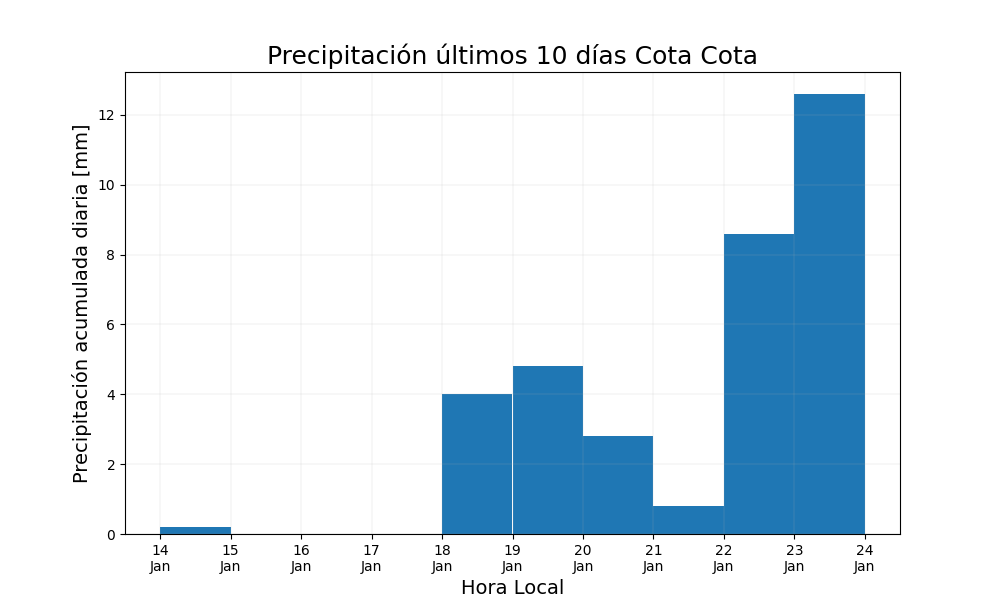 Precipitación últimos 10 días Cota Cota
Precipitación acumulada diaria [mm]
12
10
8
6
4
2
0
14 15 16 17 18 19 20 21 22 23 24
Jan Jan Jan Jan Jan Jan Jan Jan Jan Jan Jan
Hora Local